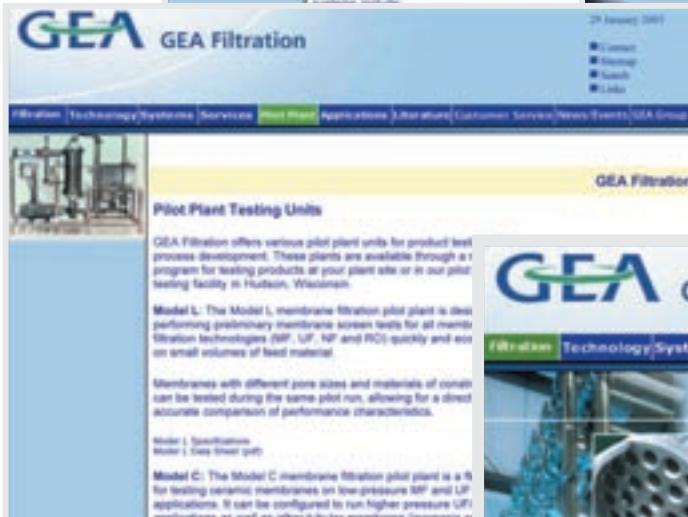 GEA GEA Filtration
29 January 2003
Contact
Sitemap
Search
Links
Filtration Technology Systems Services Pilot Plant Applications Literature Customer Service News/Events GEA Group
GEA Filtration
Pilot Plant Testing Units
GEA Filtration offers various pilot plant units for product
process development. These plants are available through a
program for testing products at your plant site or in our pilot
testing facility in Hudson, Wisconsin.
Model L: The Model L membrane filtration pilot plant is
performing preliminary membrane screen tests for all
filtration technologies (MF, UF, NF and RO) quickly and
on small volumes of feed material.
Membranes with different pore sizes and materials of
can be tested during the same pilot run, allowing for a direct
accurate comparison of performance characteristics.
Model L Specifications
Model L Data Sheet (pdf)
Model C: The Model C membrane filtration pilot plant is a
for testing ceramic membranes on low-pressure MF and UF
applications. It can be configured to run higher pressure
GEA
Filtration Technology